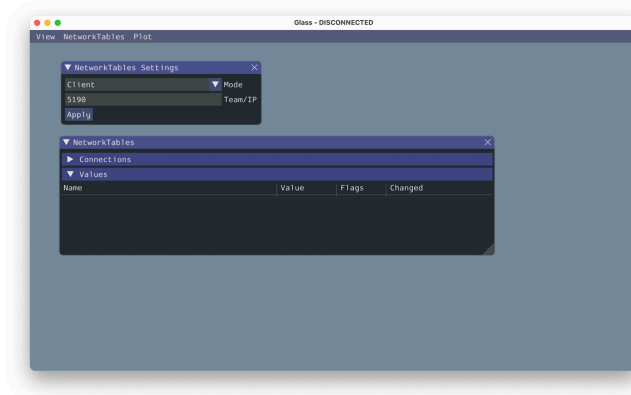 Glass - DISCONNECTED
View NetworkTables Plot
NetworkTables Settings
Client Mode
5190 Team/IP
Apply
NetworkTables
Connections
Values
Name Value Flags Changed